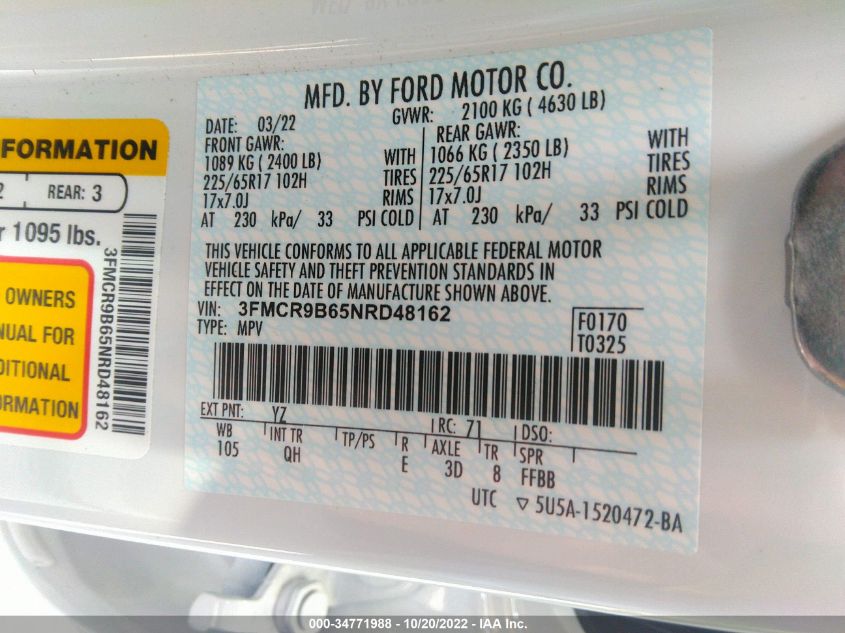 FORMATION
2 REAR: 3
r 1095 lbs.
3FMCR9B65NRD48162
OWNERS
NUAL FOR
DITIONAL
ORMATION
MFD. BY FORD MOTOR CO.
DATE: 03/22 GVWR: 2100 KG ( 4630 LB)
FRONT GAWR: REAR GAWR:
1089 KG ( 2400 LB) WITH 1066 KG ( 2350 LB) WITH
225/65R17 102H TIRES 225/65R17 102H TIRES
17x7.0J RIMS 17x7.0J RIMS
AT 230 kPa/ 33 PSI COLD AT 230 kPa/ 33 PSI COLD
THIS VEHICLE CONFORMS TO ALL APPLICABLE FEDERAL MOTOR
VEHICLE SAFETY AND THEFT PREVENTION STANDARDS IN
EFFECT ON THE DATE OF MANUFACTURE SHOWN ABOVE.
VIN: 3FMCR9B65NRD48162 F0170
TYPE: MPV T0325
EXT PNT: YZ RC: 71 DSO:
WB INT TR TP/PS R AXLE TR SPR
105 QH E 3D 8 FFBB
UTC ▽ 5U5A-1520472-BA
000-34771988 - 10/20/2022 - IAA Inc.